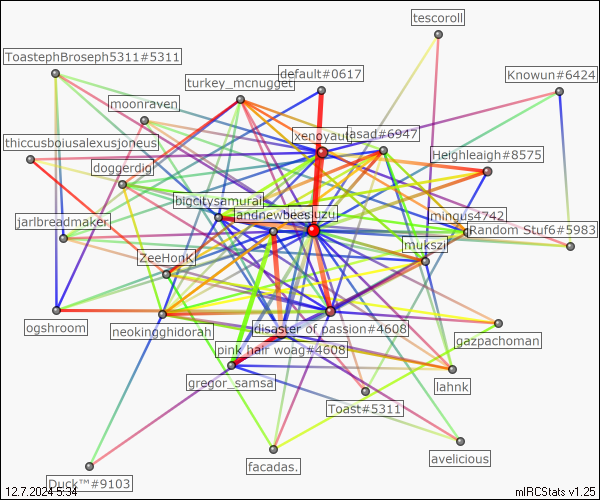 tescoroll
ToastephBroseph5311#5311
default#0617
Knowun#6424
turkey_mcnugget
moonraven
xenoyault
asad#6947
thiccusboiusalexusjoneus
Heighleaigh#8575
doggerdig
bigcitysamurai
andnewbees
uzu
mingus4742
jarlbreadmaker
Random Stuf6#5983
mukszi
ZeeHonK
ogshroom
neokingghidorah
disaster of passion#4608
gazpachoman
pink hair woag#4608
gregor_samsa
lahnk
Toast#5311
avelicious
facadas.
Duck™#9103
12.7.2024 5:34
mIRCStats v1.25